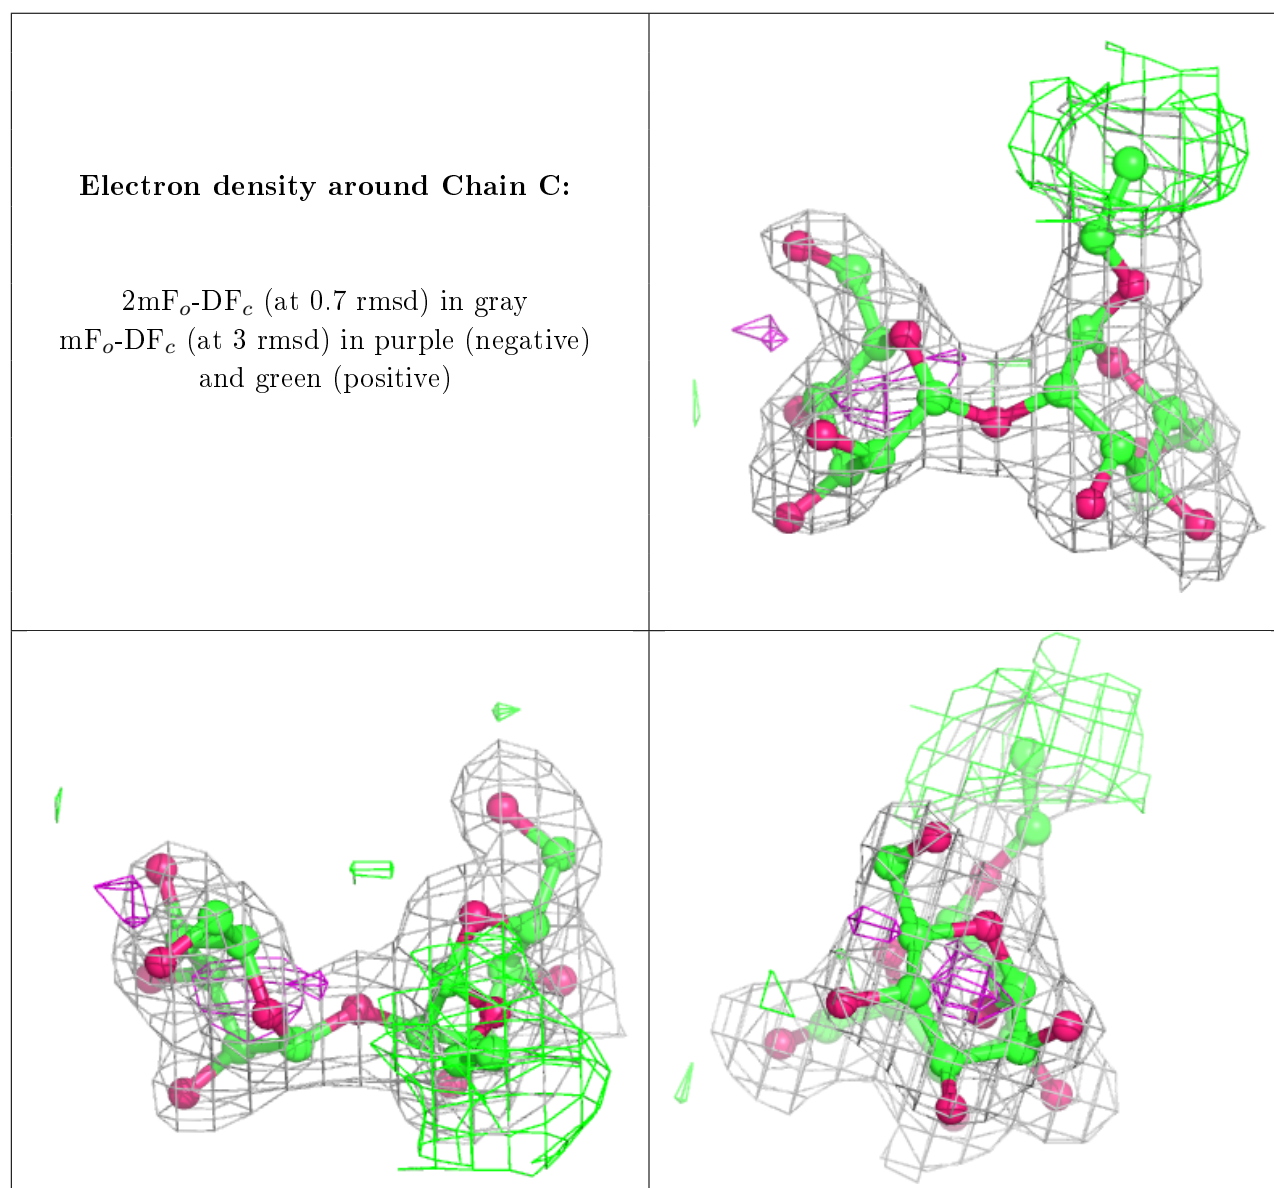 Electron density around Chain C:
2mFo-DFc (at 0.7 rmsd) in gray
mFo-DFc (at 3 rmsd) in purple (negative)
and green (positive)